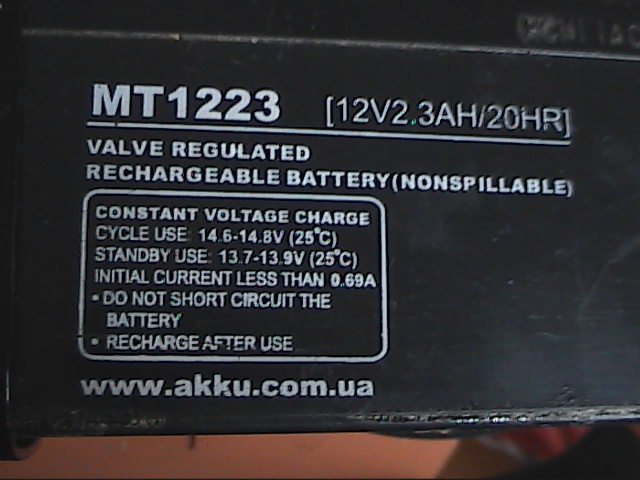 MT1223 [12V2.3AH/20HR]
VALVE REGULATED
RECHARGEABLE BATTERY(NONSPILLABLE)
CONSTANT VOLTAGE CHARGE
CYCLE USE: 14.6-14.8V (25°C)
STANDBY USE: 13.7-13.9V (25°C)
INITIAL CURRENT LESS THAN 0.69A
• DO NOT SHORT CIRCUIT THE
BATTERY
• RECHARGE AFTER USE
www.akku.com.ua